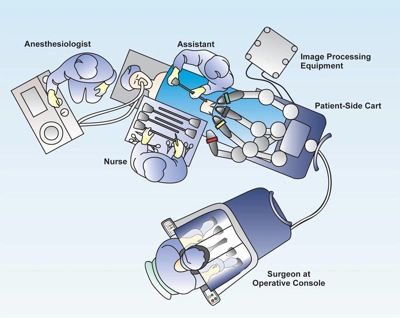 Anesthesiologist
Assistant
Image Processing
Equipment
Patient-Side Cart
Nurse
Surgeon at
Operative Console